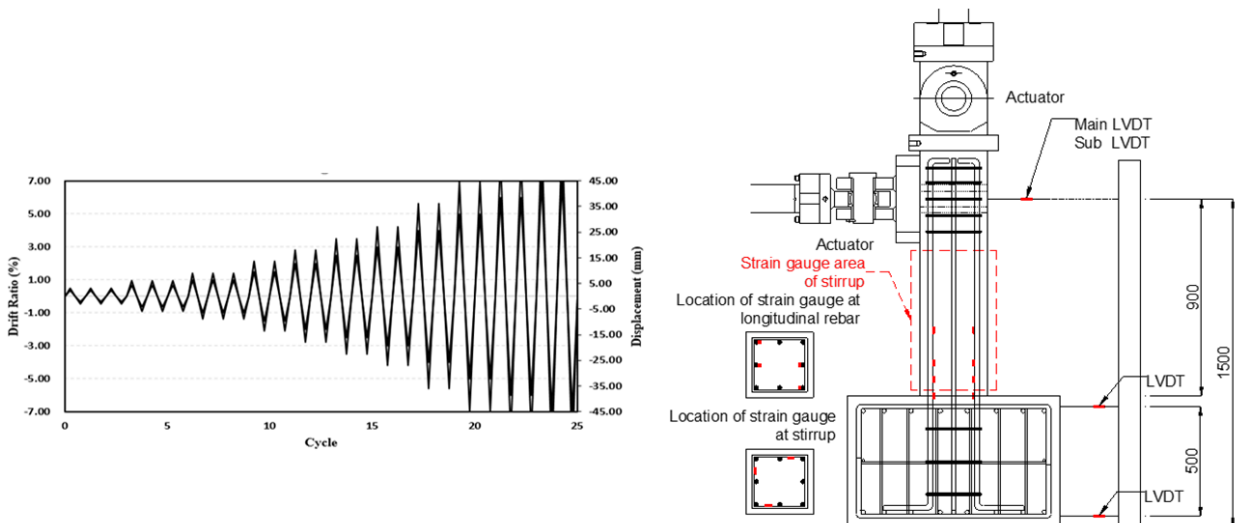 7.00
5.00
3.00
1.00
-1.00
-3.00
-5.00
-7.00
Drift Ratio (%)
0
5
10
15
20
25
Cycle
45.00
35.00
25.00
15.00
5.00
-5.00
-15.00
-25.00
-35.00
-45.00
Displacement (mm)
Actuator
Main LVDT
Sub LVDT
Actuator
Strain gauge area
of stirrup
Location of strain gauge at
longitudinal rebar
Location of strain gauge
at stirrup
900
1500
LVDT
500
LVDT